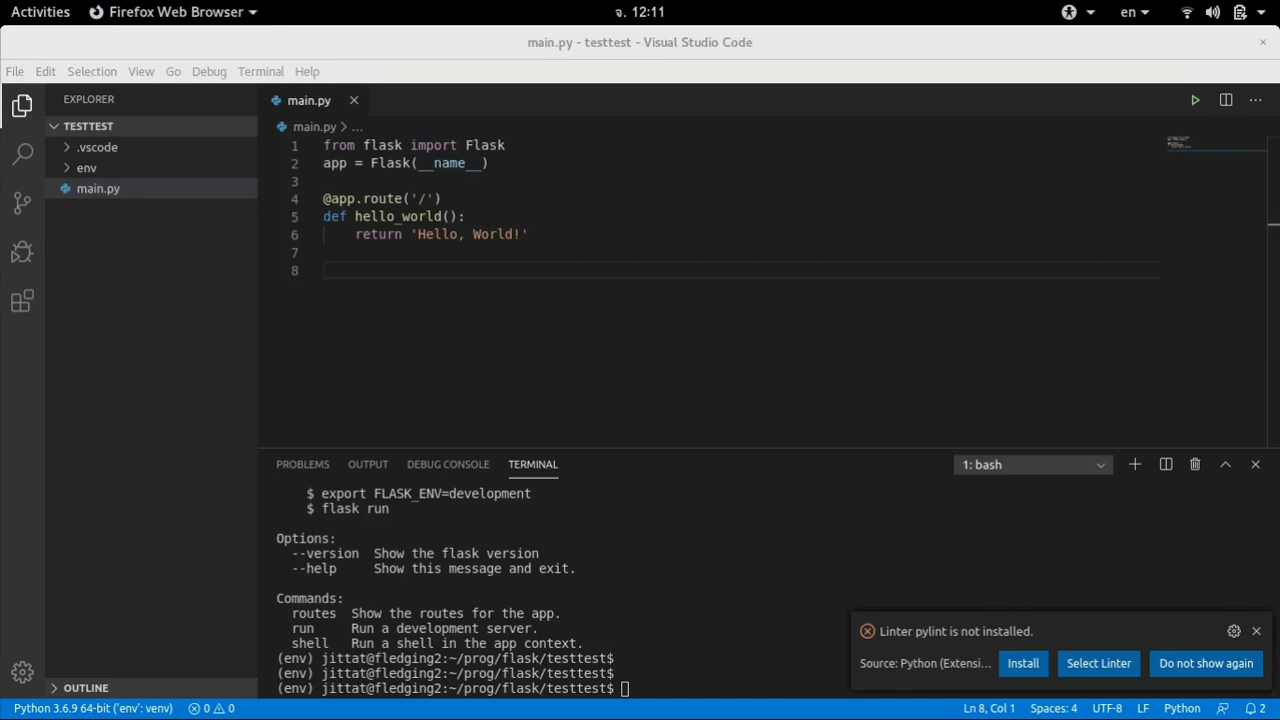 Activities Firefox Web Browser จ. 12:11 en
main.py - testtest - Visual Studio Code
File Edit Selection View Go Debug Terminal Help
EXPLORER
TESTTEST
.vscode
env
main.py
OUTLINE
main.py
main.py > ...
1 from flask import Flask
2 app = Flask(__name__)
3
4 @app.route('/')
5 def hello_world():
6     return 'Hello, World!'
7
8
PROBLEMS OUTPUT DEBUG CONSOLE TERMINAL 1: bash
$ export FLASK_ENV=development
$ flask run
Options:
--version  Show the flask version
--help     Show this message and exit.
Commands:
routes  Show the routes for the app.
run     Run a development server.
shell   Run a shell in the app context.
(env) jittat@fledging2:~/prog/flask/testtest$
(env) jittat@fledging2:~/prog/flask/testtest$
(env) jittat@fledging2:~/prog/flask/testtest$
Linter pylint is not installed.
Source: Python (Extensi... Install Select Linter Do not show again
Python 3.6.9 64-bit ('env': venv) 0 0 Ln 8, Col 1 Spaces: 4 UTF-8 LF Python 2